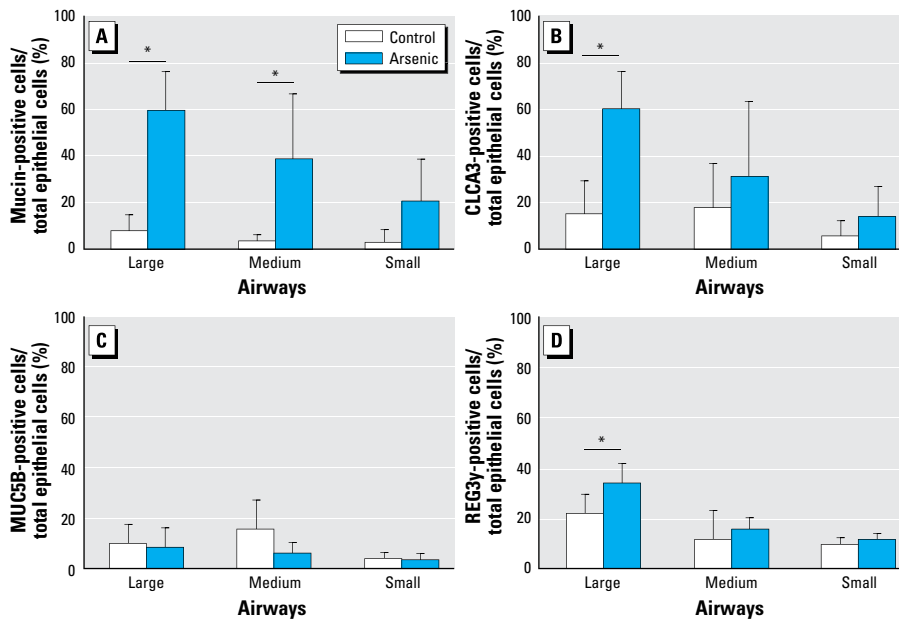 A
Mucin-positive cells/
total epithelial cells (%)
100
80
60
40
20
0
*
*
Control
Arsenic
Large
Medium
Small
Airways
B
CLCA3-positive cells/
total epithelial cells (%)
100
80
60
40
20
0
*
Large
Medium
Small
Airways
C
MUC5B-positive cells/
total epithelial cells (%)
100
80
60
40
20
0
Large
Medium
Small
Airways
D
REG3γ-positive cells/
total epithelial cells (%)
100
80
60
40
20
0
*
Large
Medium
Small
Airways